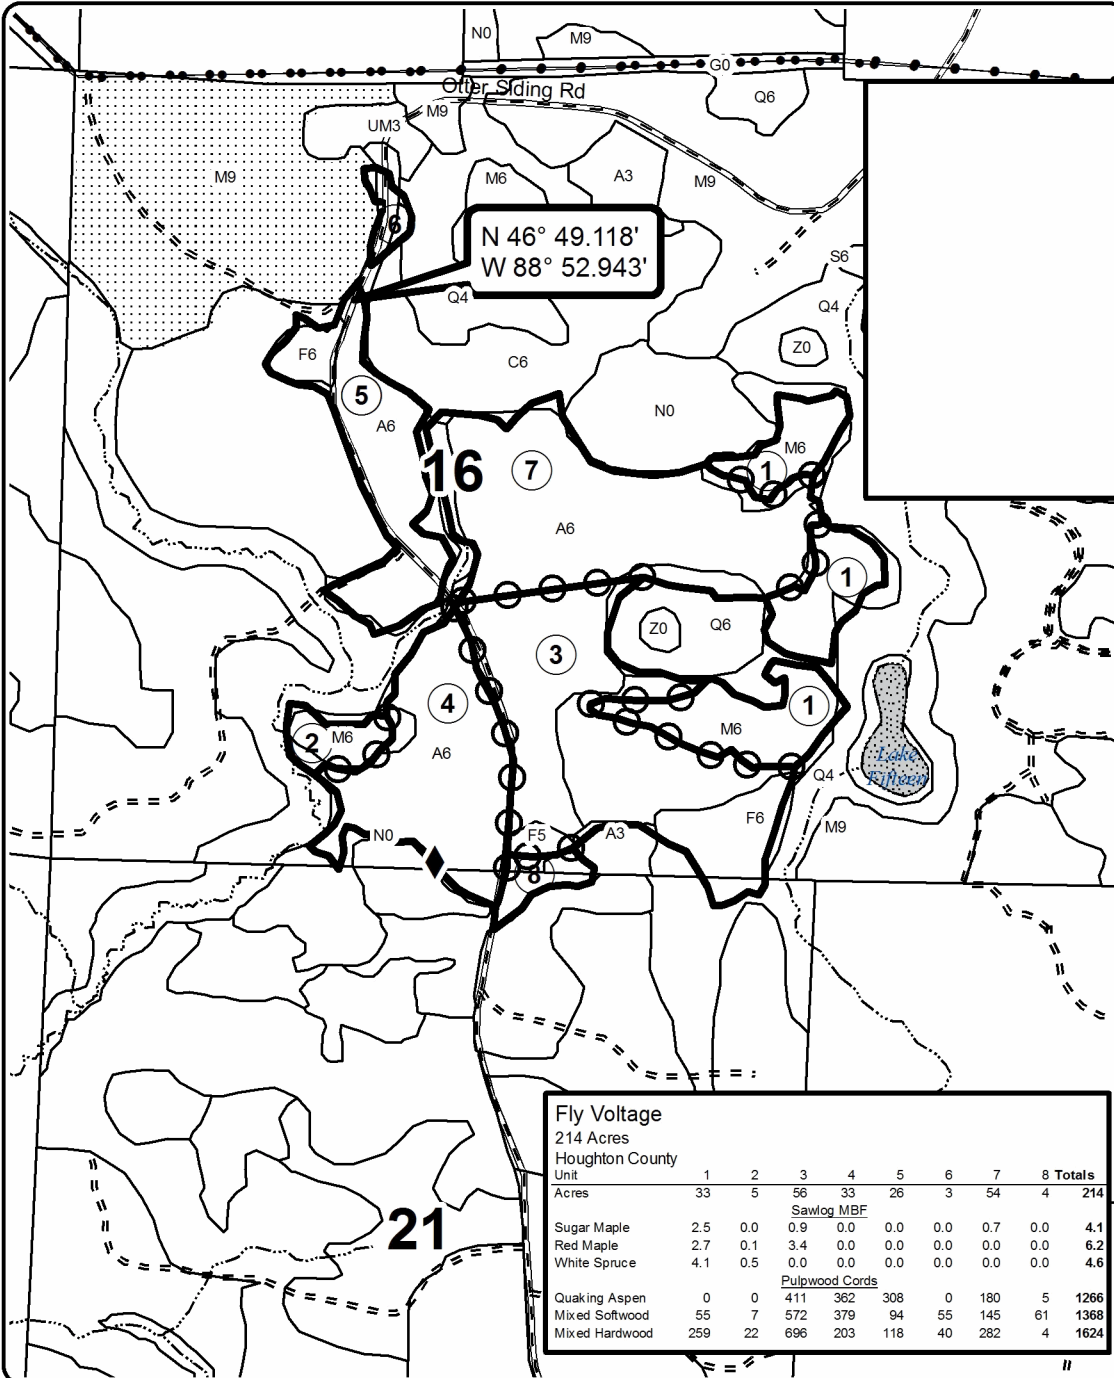 N0
M9
G0
Otter Siding Rd
Q6
M9
UM3
M9
M6
A3
M9
6
N 46° 49.118'
W 88° 52.943'
S6
Q4
Q4
Z0
F6
C6
5
A6
N0
M6
16
7
1
A6
1
Z0
Q6
3
4
1
M6
2
M6
A6
Lake
Fifteen
Q4
F6
M9
N0
F5
A3
8
21
Fly Voltage
214 Acres
Houghton County
Unit 1 2 3 4 5 6 7 8 Totals
Acres 33 5 56 33 26 3 54 4 214
Sawlog MBF
Sugar Maple 2.5 0.0 0.9 0.0 0.0 0.0 0.7 0.0 4.1
Red Maple 2.7 0.1 3.4 0.0 0.0 0.0 0.0 0.0 6.2
White Spruce 4.1 0.5 0.0 0.0 0.0 0.0 0.0 0.0 4.6
Pulpwood Cords
Quaking Aspen 0 0 411 362 308 0 180 5 1266
Mixed Softwood 55 7 572 379 94 55 145 61 1368
Mixed Hardwood 259 22 696 203 118 40 282 4 1624